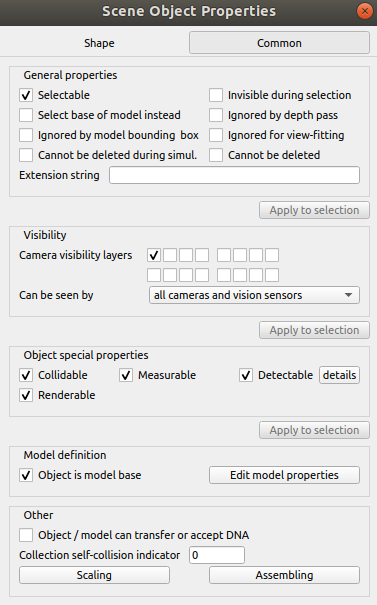 Scene Object Properties
Shape Common
General properties
Selectable Invisible during selection
Select base of model instead Ignored by depth pass
Ignored by model bounding box Ignored for view-fitting
Cannot be deleted during simul. Cannot be deleted
Extension string
Apply to selection
Visibility
Camera visibility layers
Can be seen by all cameras and vision sensors
Apply to selection
Object special properties
Collidable Measurable Detectable details
Renderable
Apply to selection
Model definition
Object is model base Edit model properties
Other
Object / model can transfer or accept DNA
Collection self-collision indicator 0
Scaling Assembling